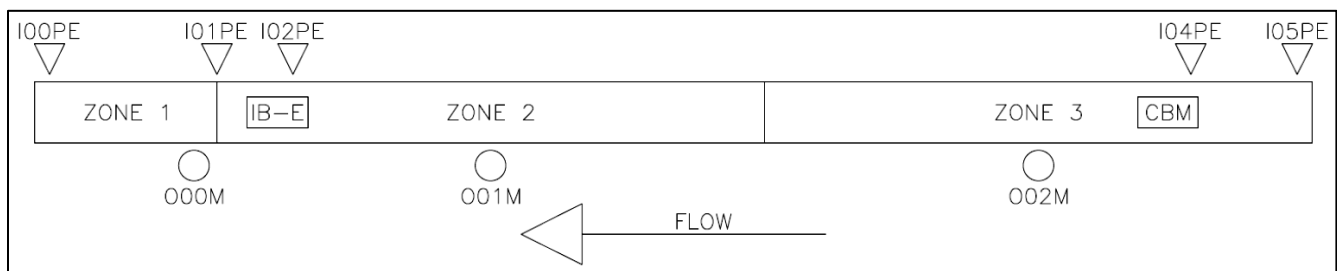 I00PE I01PE I02PE I04PE I05PE
ZONE 1 IB-E ZONE 2 ZONE 3 CBM
O00M O01M O02M
FLOW